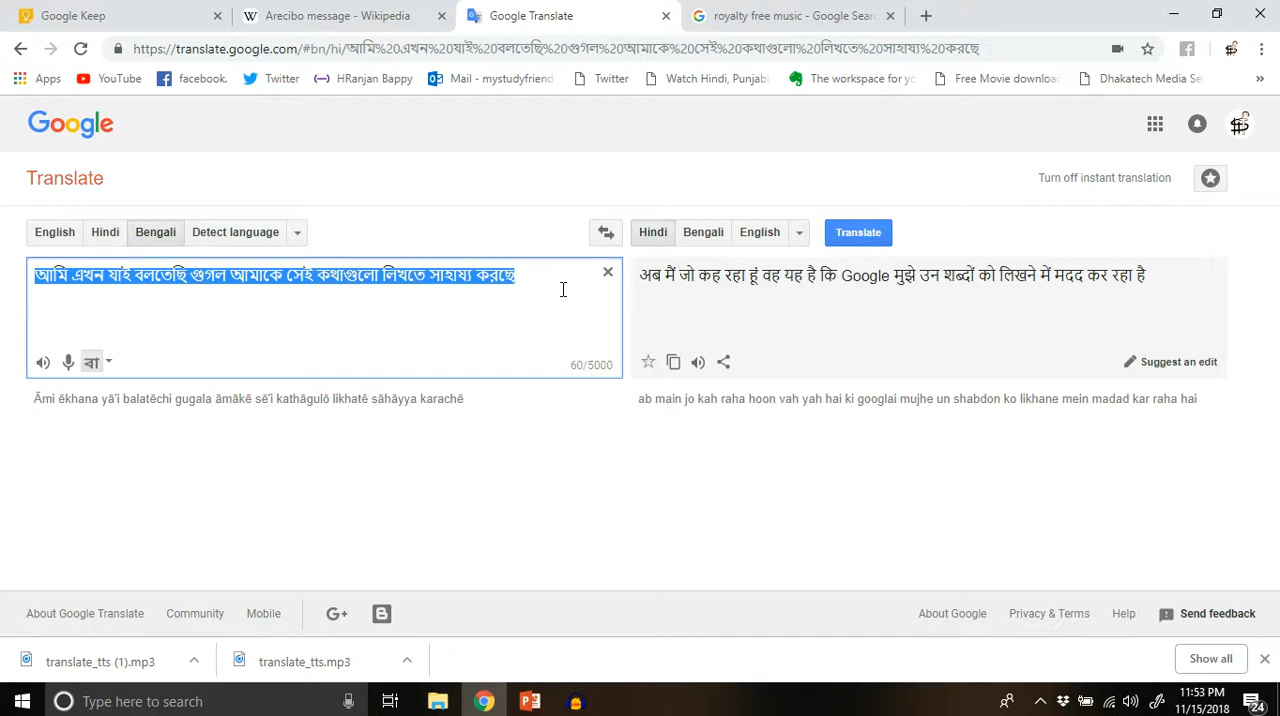 Google Keep
Arecibo message - Wikipedia
Google Translate
royalty free music - Google Searc
https://translate.google.com/#bn/hi/আমি%20এখন%20যাই%20বলতেছি%20গুগল%20আমাকে%20সেই%20কথাগুলো%20লিখতে%20সাহায্য%20করছে
Apps
YouTube
facebook.
Twitter
HRanjan Bappy
Mail - mystudyfriend
Twitter
Watch Hindi, Punjabi
The workspace for yo
Free Movie download
Dhakatech Media Se
Google
Translate
Turn off instant translation
English Hindi Bengali Detect language
Hindi Bengali English Translate
আমি এখন যাই বলতেছি গুগল আমাকে সেই কথাগুলো লিখতে সাহায্য করছে
बा
60/5000
Āmi ēkhana yā'i balatēchi gugala āmākē sē'i kathāgulō likhatē sāhāyya karachē
अब मैं जो कह रहा हूं वह यह है कि Google मुझे उन शब्दों को लिखने में मदद कर रहा है
Suggest an edit
ab main jo kah raha hoon vah yah hai ki googlai mujhe un shabdon ko likhane mein madad kar raha hai
About Google Translate Community Mobile
About Google Privacy & Terms Help Send feedback
translate_tts (1).mp3
translate_tts.mp3
Show all
Type here to search
11:53 PM
11/15/2018
24